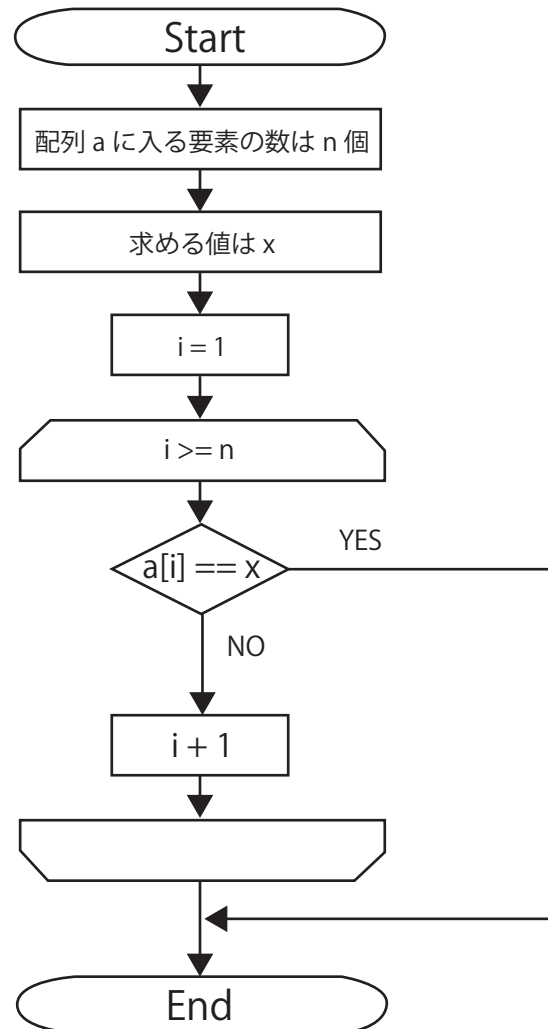 Start
配列 a に入る要素の数は n 個
求める値は x
i = 1
i >= n
a[i] == x
YES
NO
i + 1
End